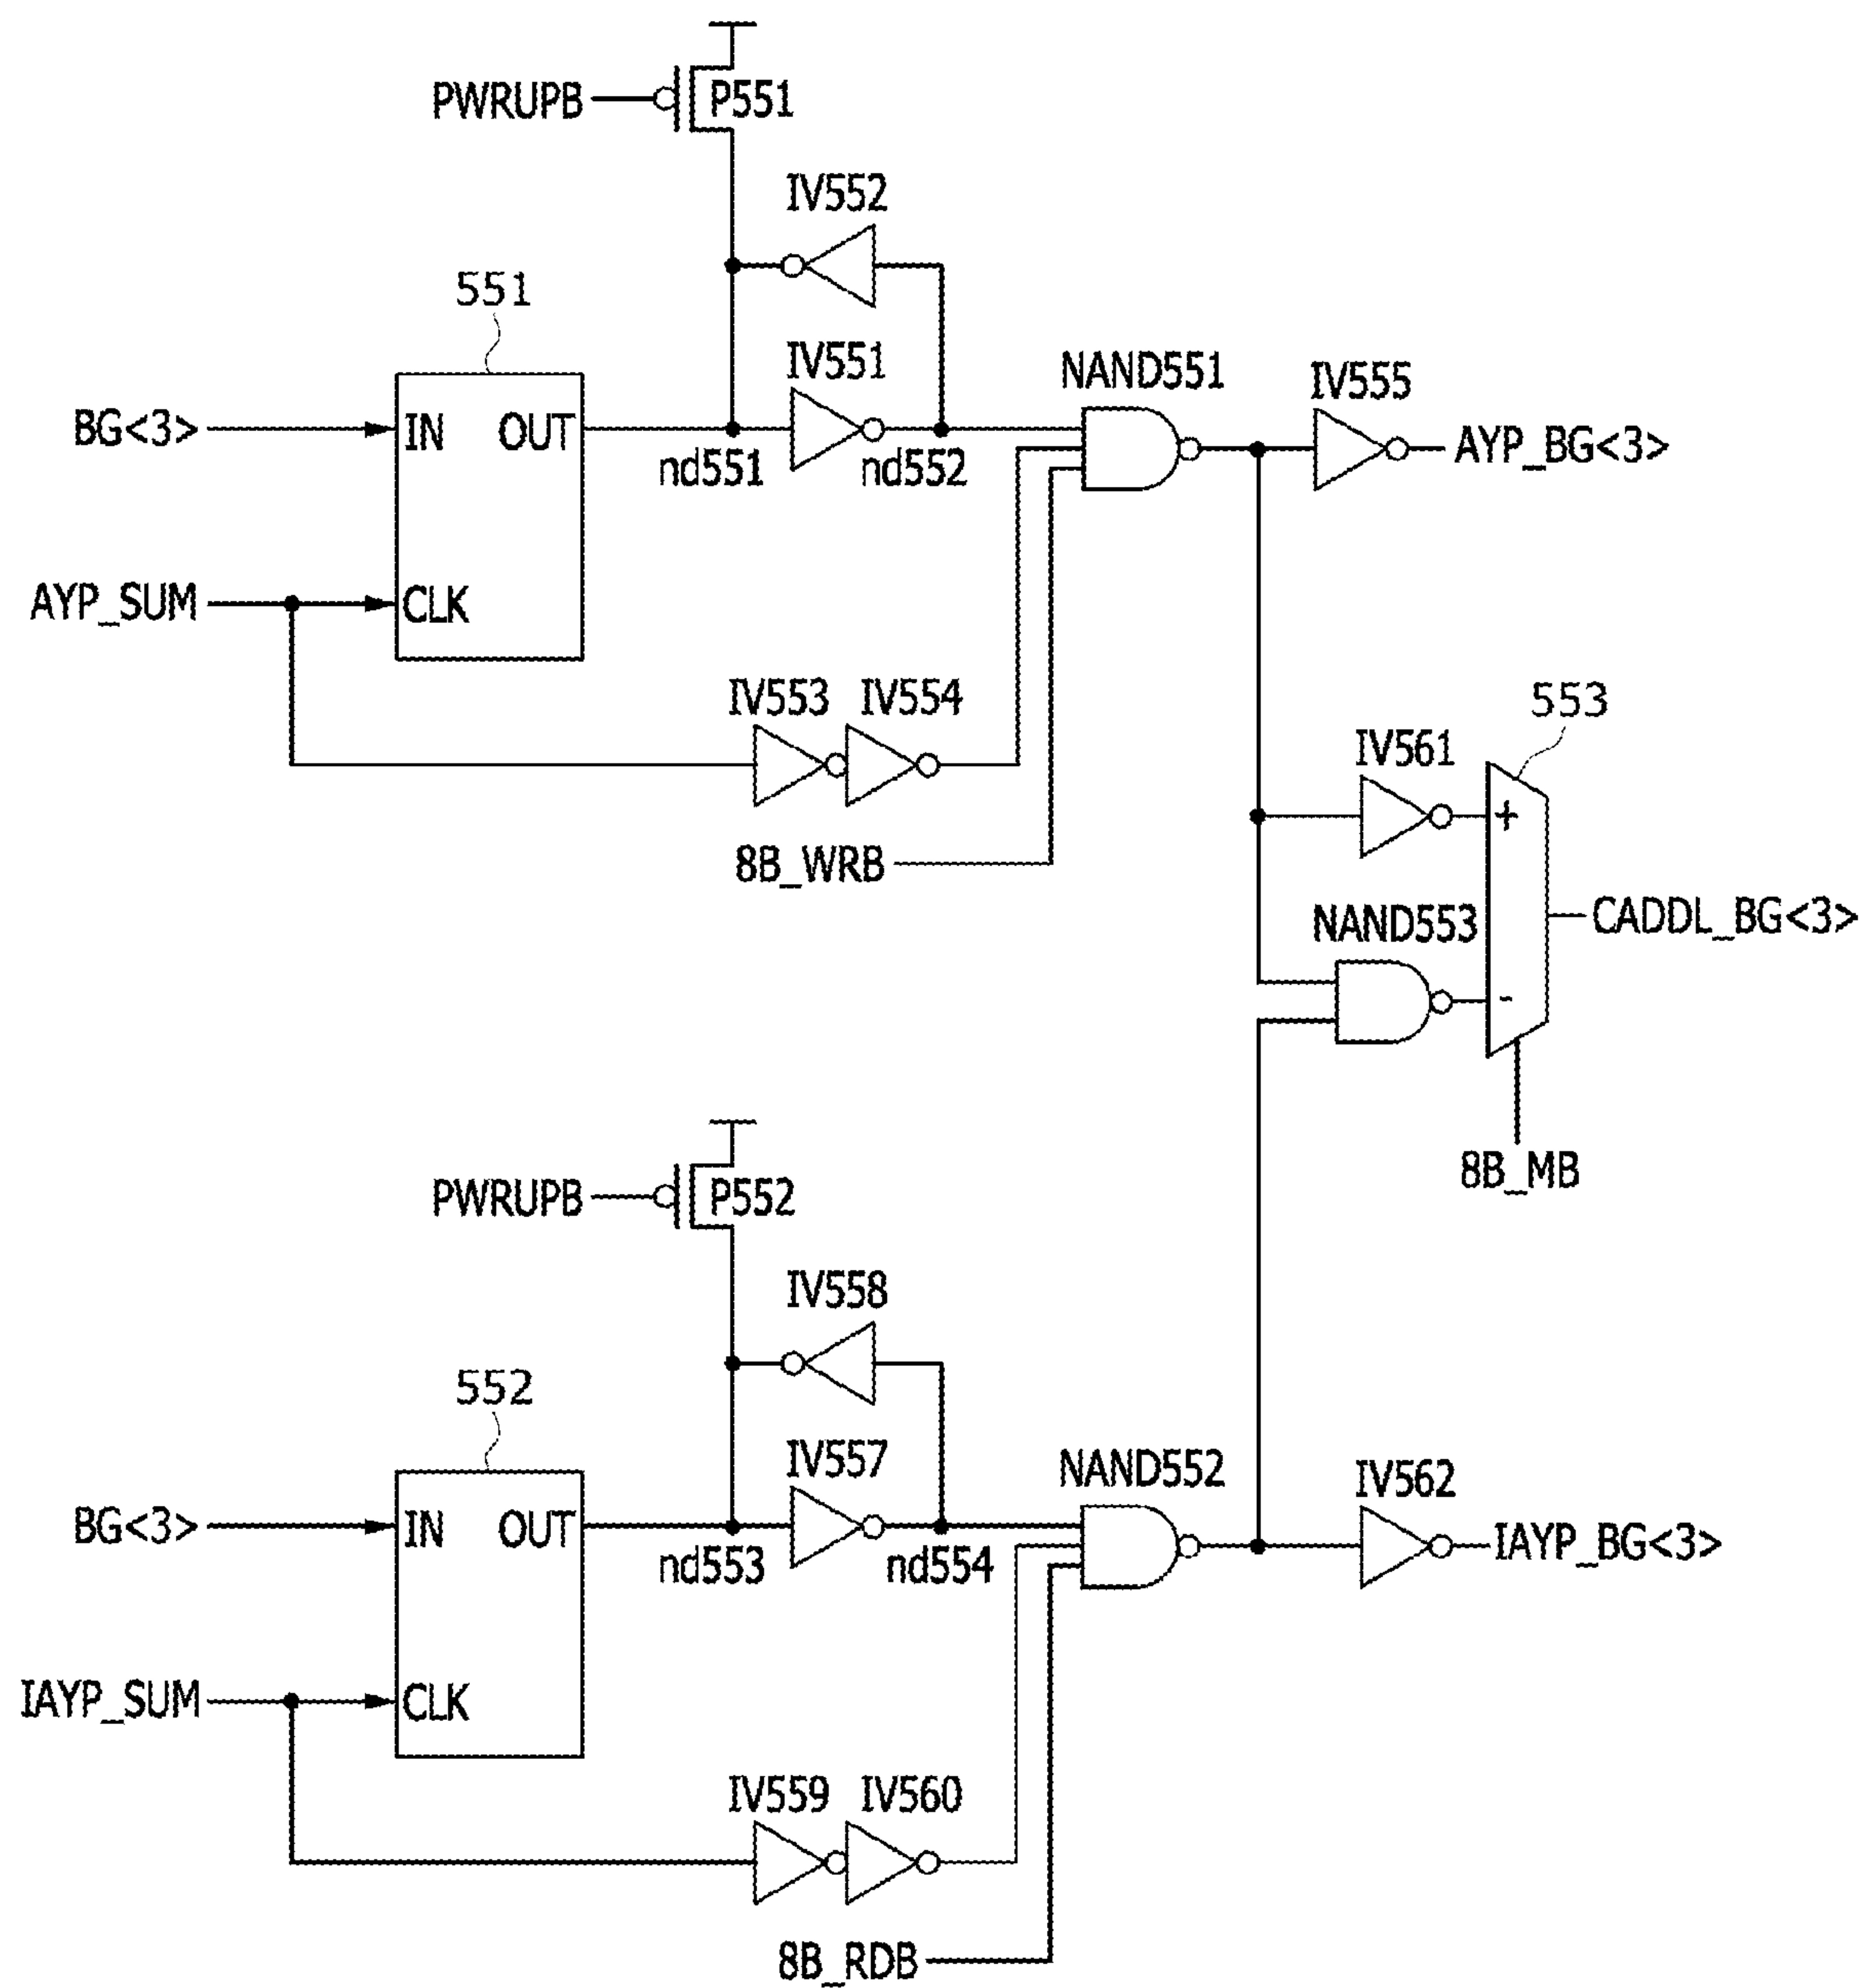 PWRUPB
P551
IV552
551
IV551
NAND551
IV555
BG<3>
IN
OUT
nd551
nd552
AYP_BG<3>
AYP_SUM
CLK
IV553
IV554
553
IV561
8B_WRB
+
NAND553
CADDL_BG<3>
-
8B_MB
PWRUPB
P552
IV558
552
IV557
NAND552
IV562
BG<3>
IN
OUT
nd553
nd554
IAYP_BG<3>
IAYP_SUM
CLK
IV559
IV560
8B_RDB